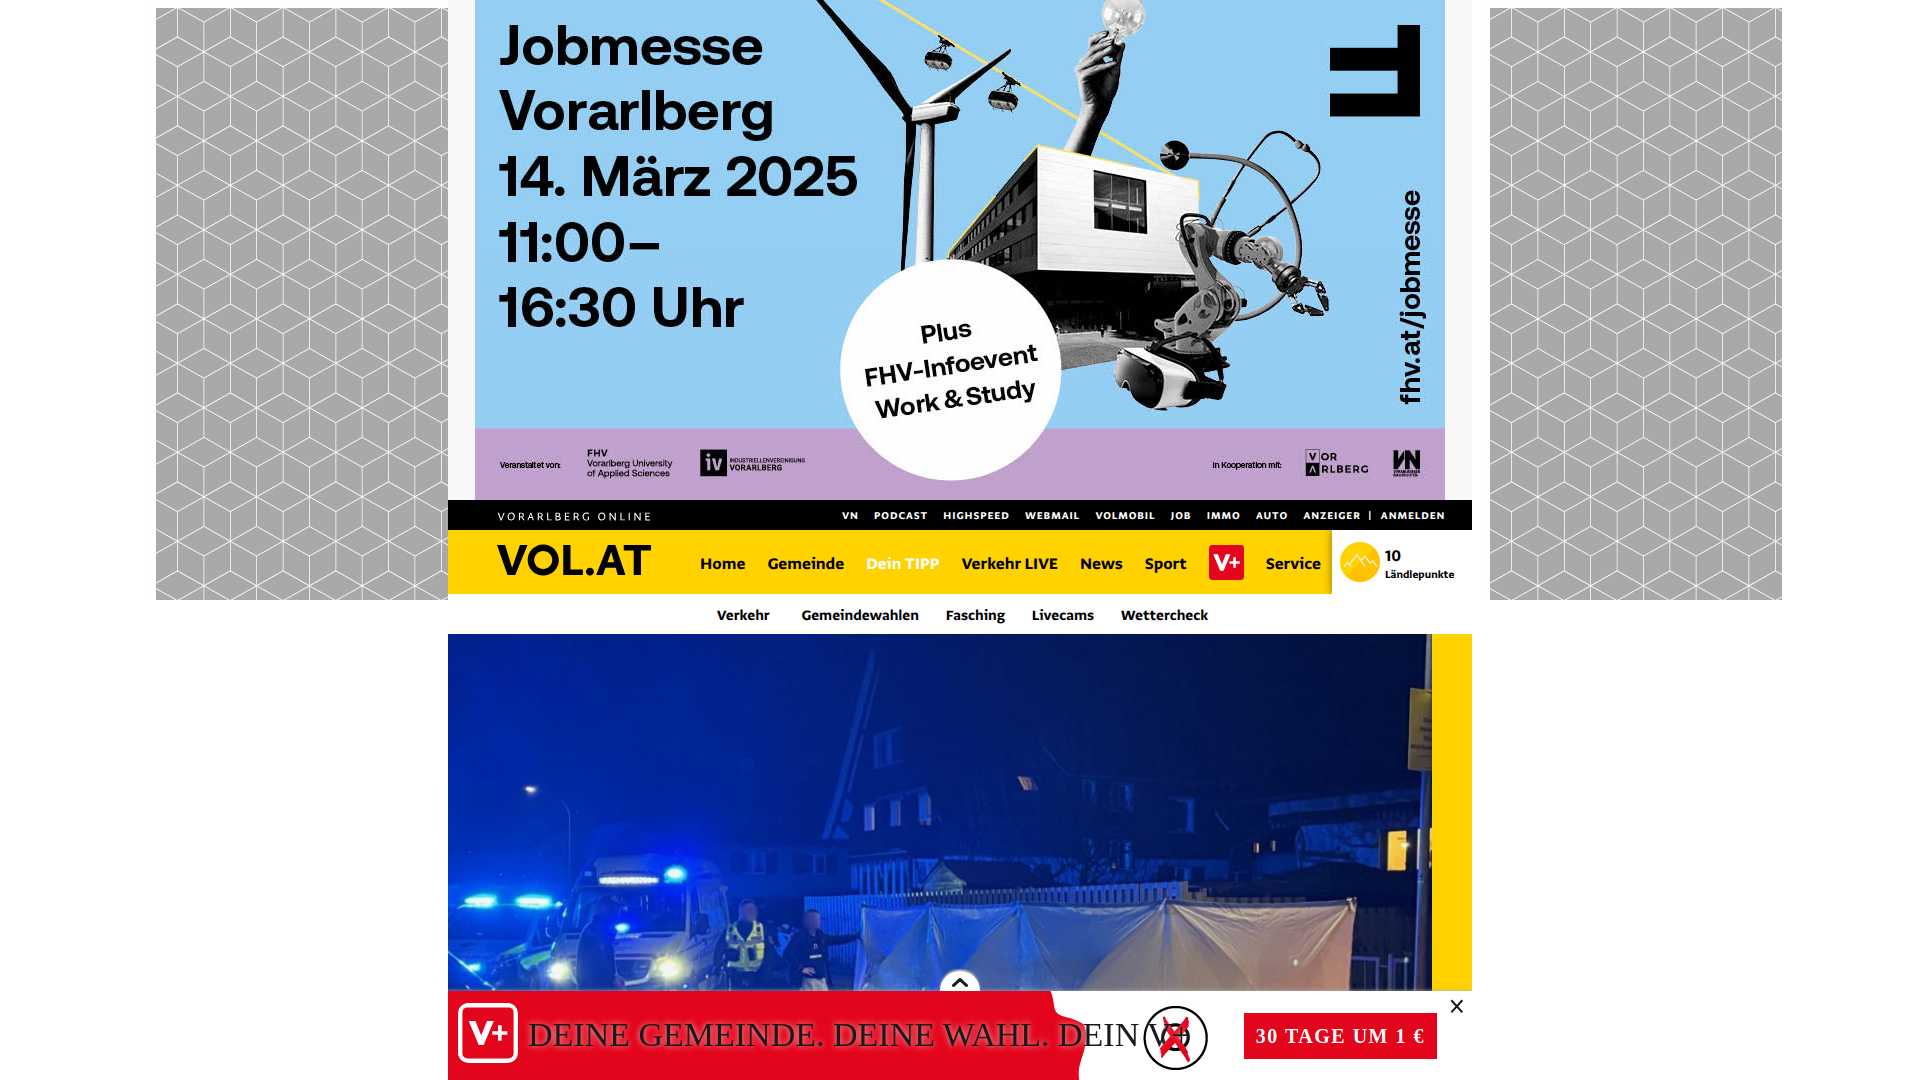 Jobmesse
Vorarlberg
14. März 2025
11:00–
16:30 Uhr
Plus
FHV-Infoevent
Work & Study
fhv.at/jobmesse
Veranstaltet von:
FHV
Vorarlberg University
of Applied Sciences
iv
INDUSTRIELLENVEREINIGUNG
VORARLBERG
In Kooperation mit:
VOR
ARLBERG
VN
VORARLBERG ONLINE
VN PODCAST HIGHSPEED WEBMAIL VOLMOBIL JOB IMMO AUTO ANZEIGER | ANMELDEN
VOL.AT
Home Gemeinde Dein TIPP Verkehr LIVE News Sport V+ Service
10
Ländlepunkte
Verkehr Gemeindewahlen Fasching Livecams Wettercheck
V+
DEINE GEMEINDE. DEINE WAHL. DEIN V+
30 TAGE UM 1 €